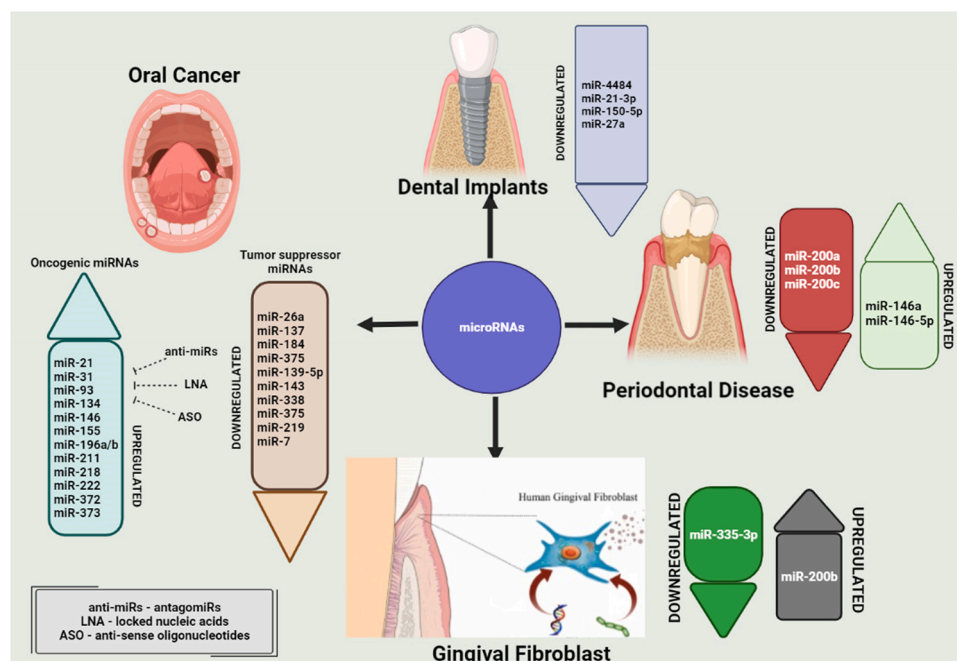 Oral Cancer
Dental Implants
DOWNREGULATED
miR-4484
miR-21-3p
miR-150-5p
miR-27a
Oncogenic miRNAs
miR-21
miR-31
miR-93
miR-134
miR-146
miR-155
miR-196a/b
miR-211
miR-218
miR-222
miR-372
miR-373
UPREGULATED
anti-miRs
LNA
ASO
Tumor suppressor
miRNAs
DOWNREGULATED
miR-26a
miR-137
miR-184
miR-375
miR-139-5p
miR-143
miR-338
miR-375
miR-219
miR-7
microRNAs
Periodontal Disease
DOWNREGULATED
miR-200a
miR-200b
miR-200c
miR-146a
miR-146-5p
UPREGULATED
Human Gingival Fibroblast
Gingival Fibroblast
DOWNREGULATED
miR-335-3p
miR-200b
UPREGULATED
anti-miRs - antagomiRs
LNA - locked nucleic acids
ASO - anti-sense oligonucleotides